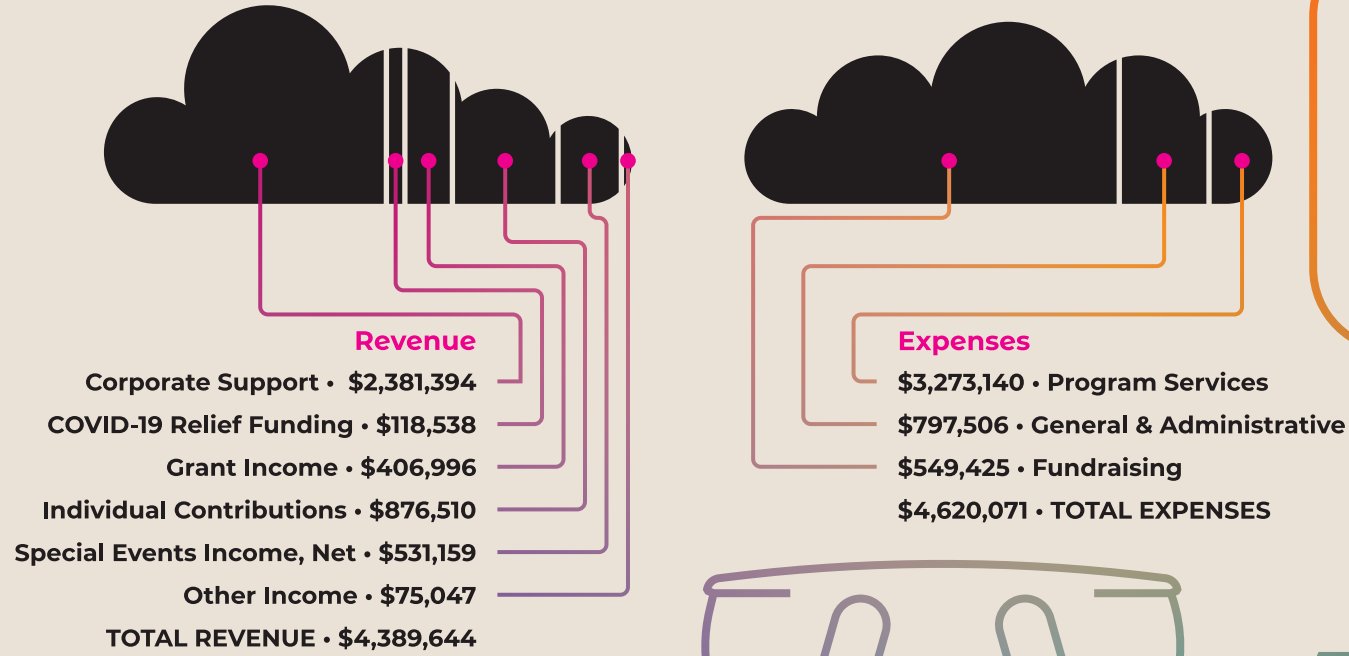 Revenue
Corporate Support • $2,381,394
COVID-19 Relief Funding • $118,538
Grant Income • $406,996
Individual Contributions • $876,510
Special Events Income, Net • $531,159
Other Income • $75,047
TOTAL REVENUE • $4,389,644
Expenses
$3,273,140 • Program Services
$797,506 • General & Administrative
$549,425 • Fundraising
$4,620,071 • TOTAL EXPENSES